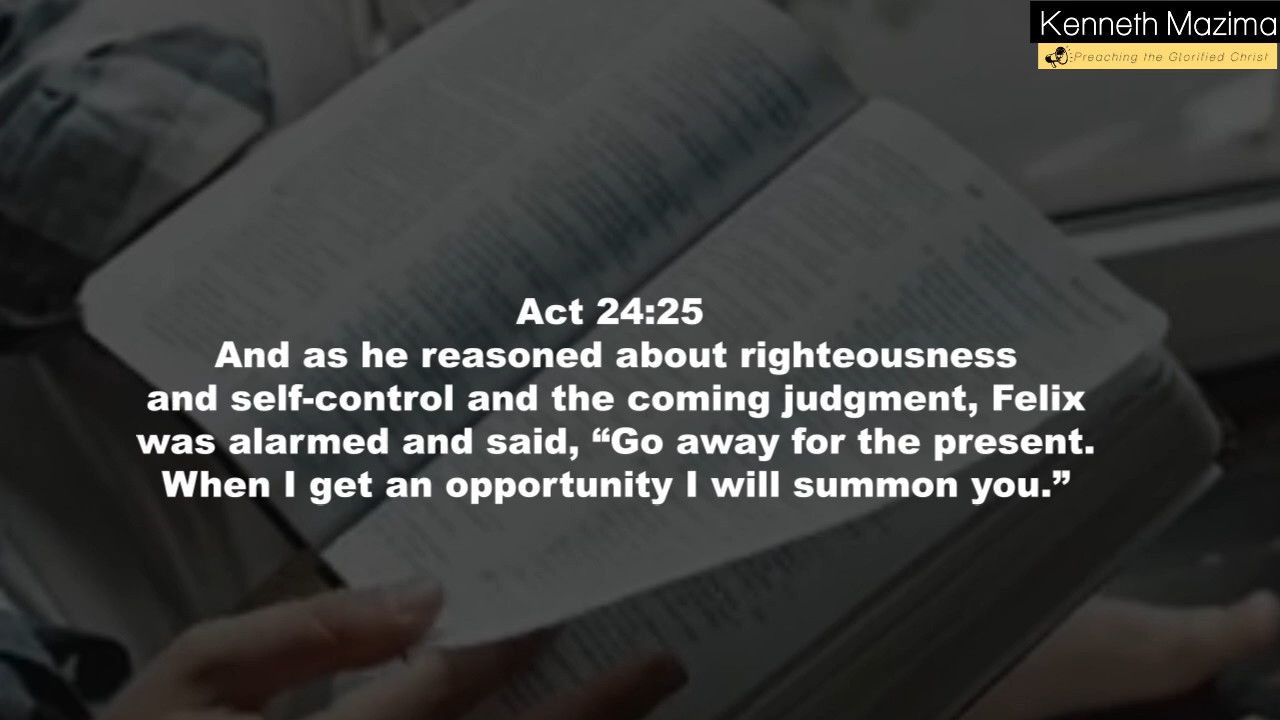 Kenneth Mazima
Preaching the Glorified Christ
Act 24:25
And as he reasoned about righteousness
and self-control and the coming judgment, Felix
was alarmed and said, “Go away for the present.
When I get an opportunity I will summon you.”